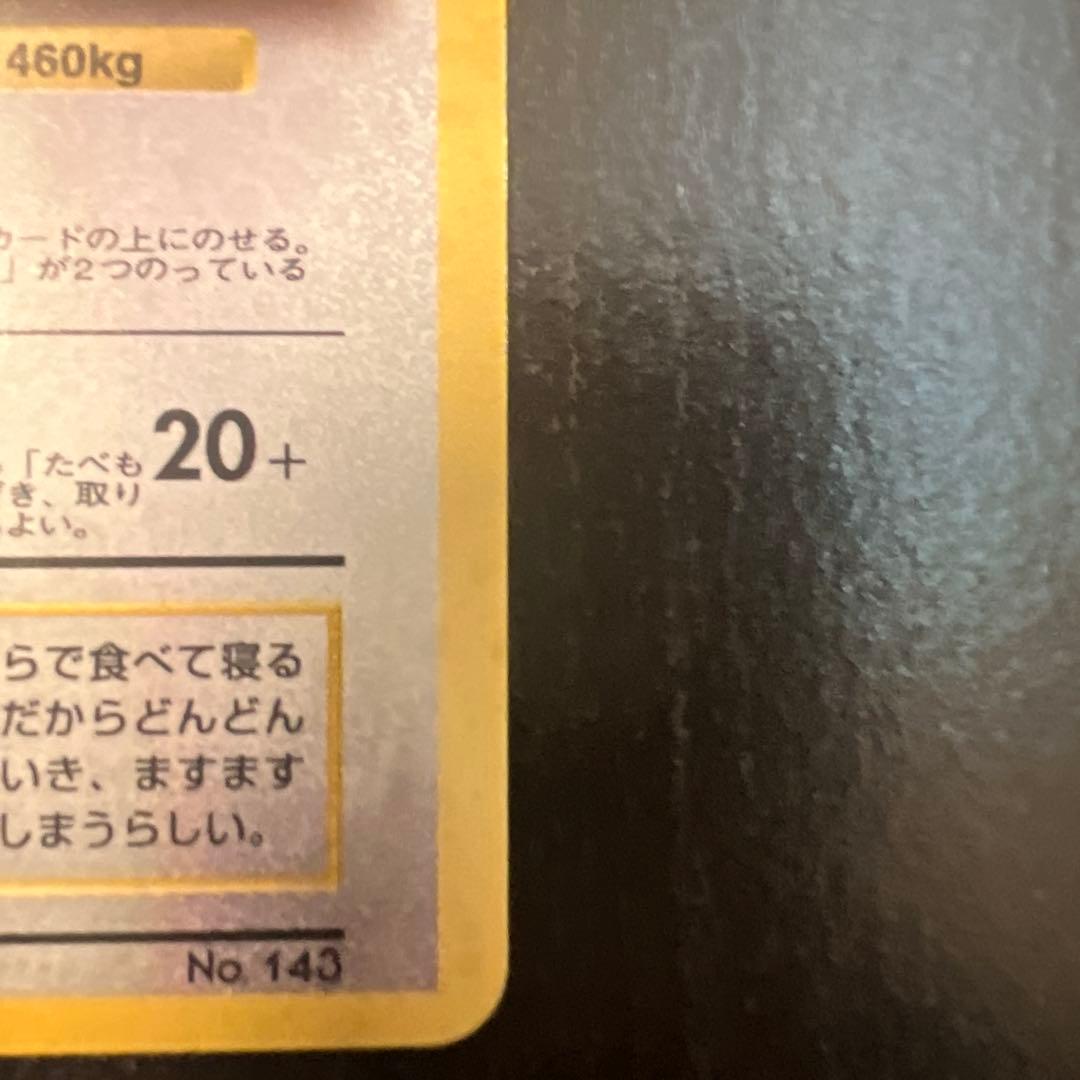 460kg
カードの上にのせる。
」が2つのっている
「たべも
き、取り
よい。
20+
らで食べて寝る
だからどんどん
いき、ますます
しまうらしい。
No. 143